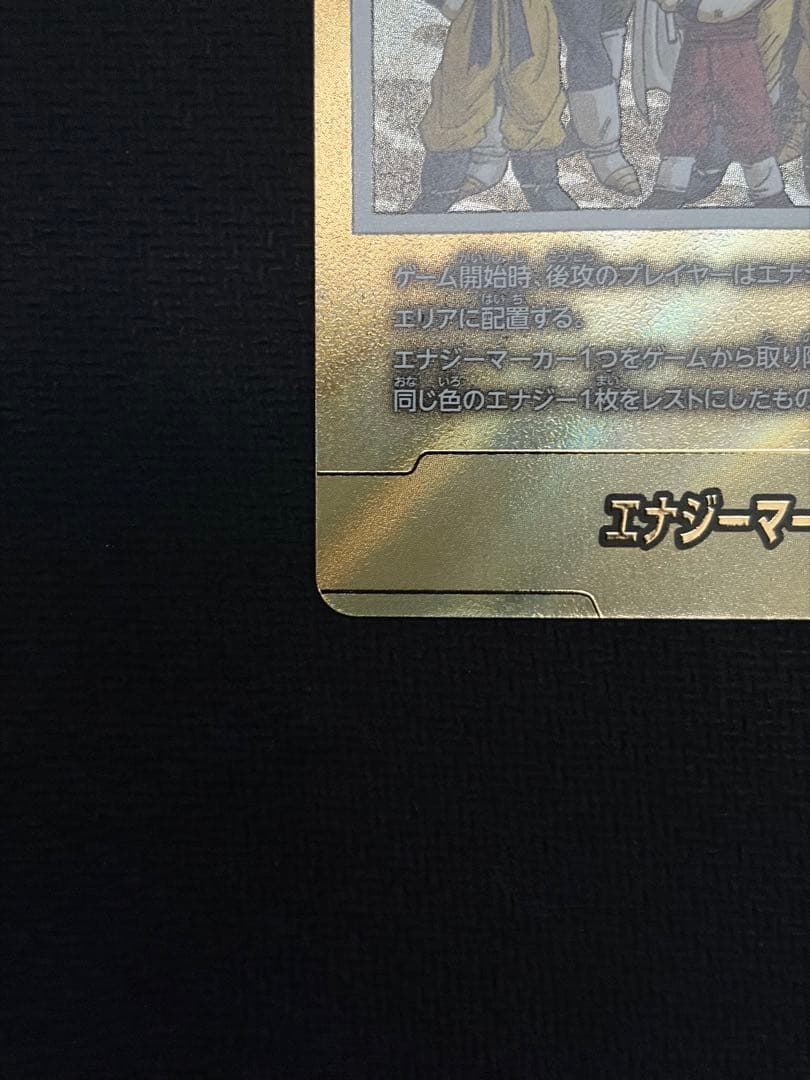 ゲーム開始時、後攻のプレイヤーはエナ
エリアに配置する。
エナジーマーカー1つをゲームから取り
同じ色のエナジー1枚をレストにしたもの
エナジーマー